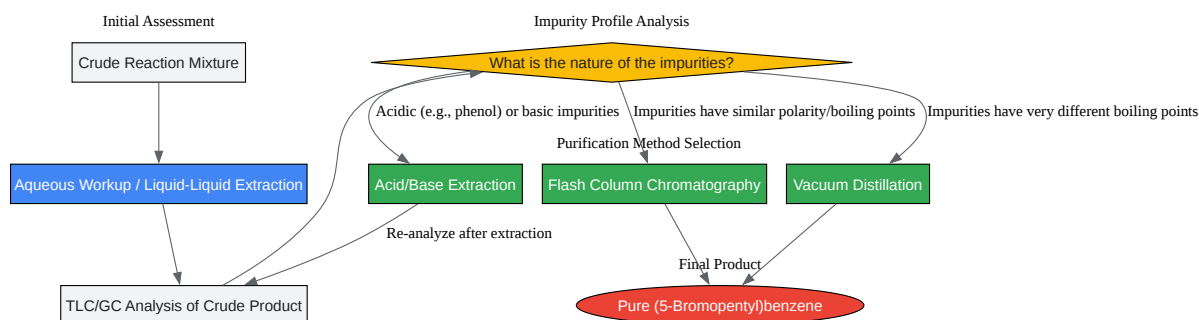 Initial Assessment
Impurity Profile Analysis
Crude Reaction Mixture
What is the nature of the impurities?
Acidic (e.g., phenol) or basic impurities
Impurities have similar polarity/boiling points
Impurities have very different boiling points
Purification Method Selection
Aqueous Workup / Liquid-Liquid Extraction
Acid/Base Extraction
Flash Column Chromatography
Vacuum Distillation
Re-analyze after extraction
Final Product
TLC/GC Analysis of Crude Product
Pure (5-Bromopentyl)benzene